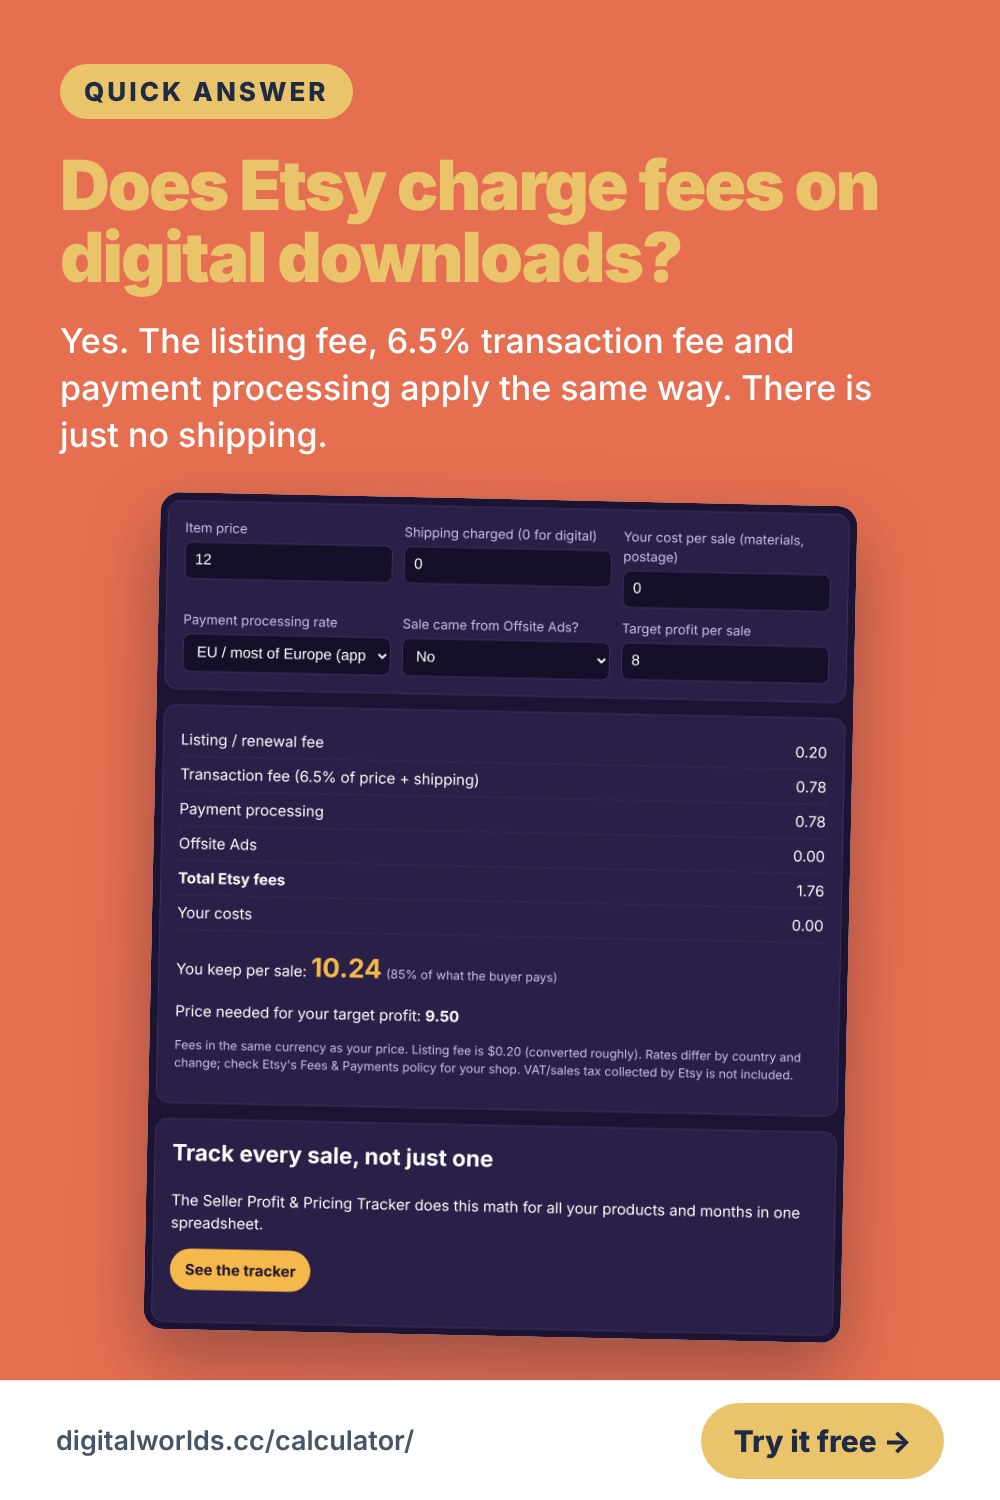 QUICK ANSWER
Does Etsy charge fees on
digital downloads?
Yes. The listing fee, 6.5% transaction fee and
payment processing apply the same way. There is
just no shipping.
Item price
Shipping charged (0 for digital)
Your cost per sale (materials,
postage)
12
0
0
Payment processing rate
Sale came from Offsite Ads?
Target profit per sale
EU / most of Europe (app
No
8
Listing / renewal fee 0.20
Transaction fee (6.5% of price + shipping) 0.78
Payment processing 0.78
Offsite Ads 0.00
Total Etsy fees 1.76
Your costs 0.00
You keep per sale: 10.24 (85% of what the buyer pays)
Price needed for your target profit: 9.50
Fees in the same currency as your price. Listing fee is $0.20 (converted roughly). Rates differ by country and
change; check Etsy's Fees & Payments policy for your shop. VAT/sales tax collected by Etsy is not included.
Track every sale, not just one
The Seller Profit & Pricing Tracker does this math for all your products and months in one
spreadsheet.
See the tracker
digitalworlds.cc/calculator/
Try it free →